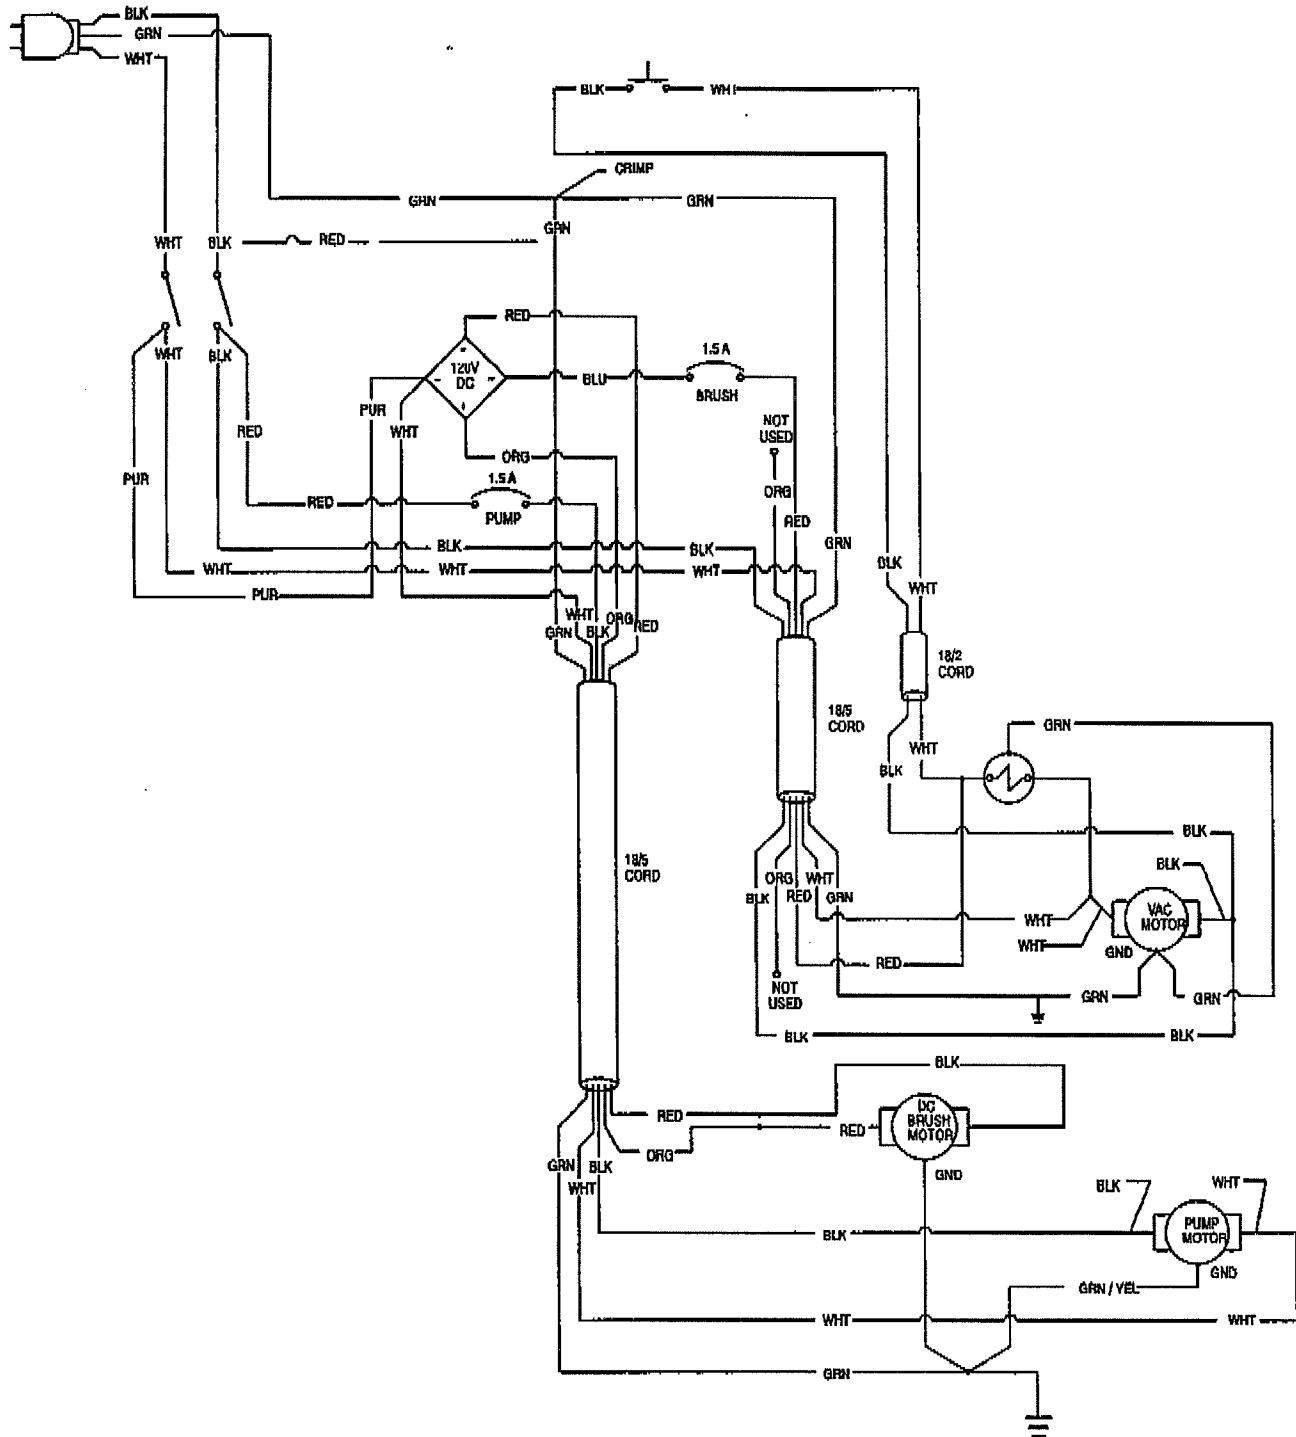 BLK
GRN
WHT
BLK
WHT
CRIMP
GRN
GRN
GRN
WHT
BLK
RED
RED
1.5 A
BRUSH
WHT
BLK
120V
DC
BLU
PUR
WHT
NOT
USED
RED
ORG
1.5 A
PUMP
PUR
RED
ORG
RED
GRN
BLK
BLK
BLK
WHT
WHT
WHT
WHT
PUR
WHT
ORG
RED
GRN
BLK
18/2
CORD
18/5
CORD
GRN
WHT
BLK
BLK
BLK
18/5
CORD
ORG
WHT
BLK
RED
GRN
VAC
MOTOR
WHT
WHT
GND
RED
NOT
USED
GRN
GRN
BLK
BLK
BLK
DC
BRUSH
MOTOR
RED
RED
ORG
GRN
BLK
WHT
GND
BLK
WHT
PUMP
MOTOR
BLK
GND
GRN / YEL
WHT
WHT
GRN